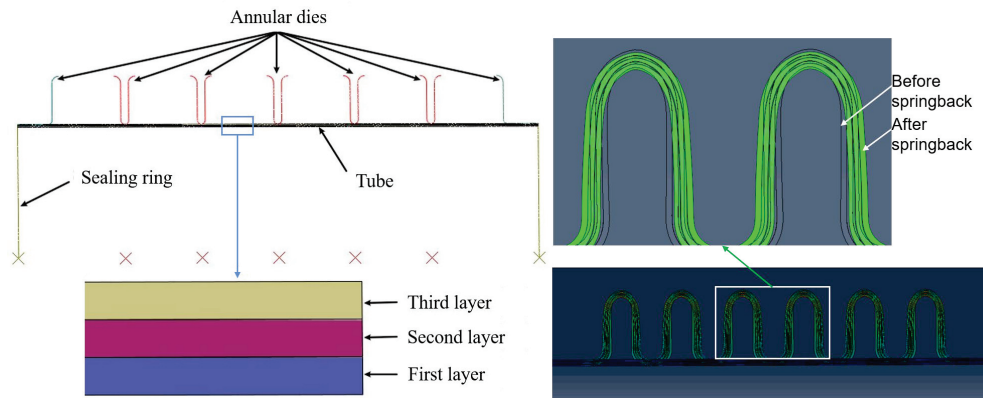 Annular dies
Sealing ring
Tube
Third layer
Second layer
First layer
Before
springback
After
springback